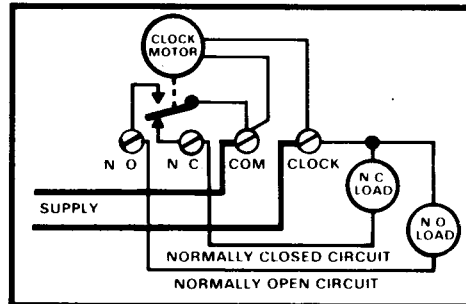 CLOCK
MOTOR
N O
N C
COM
CLOCK
N C
LOAD
SUPPLY
N O
LOAD
NORMALLY CLOSED CIRCUIT
NORMALLY OPEN CIRCUIT